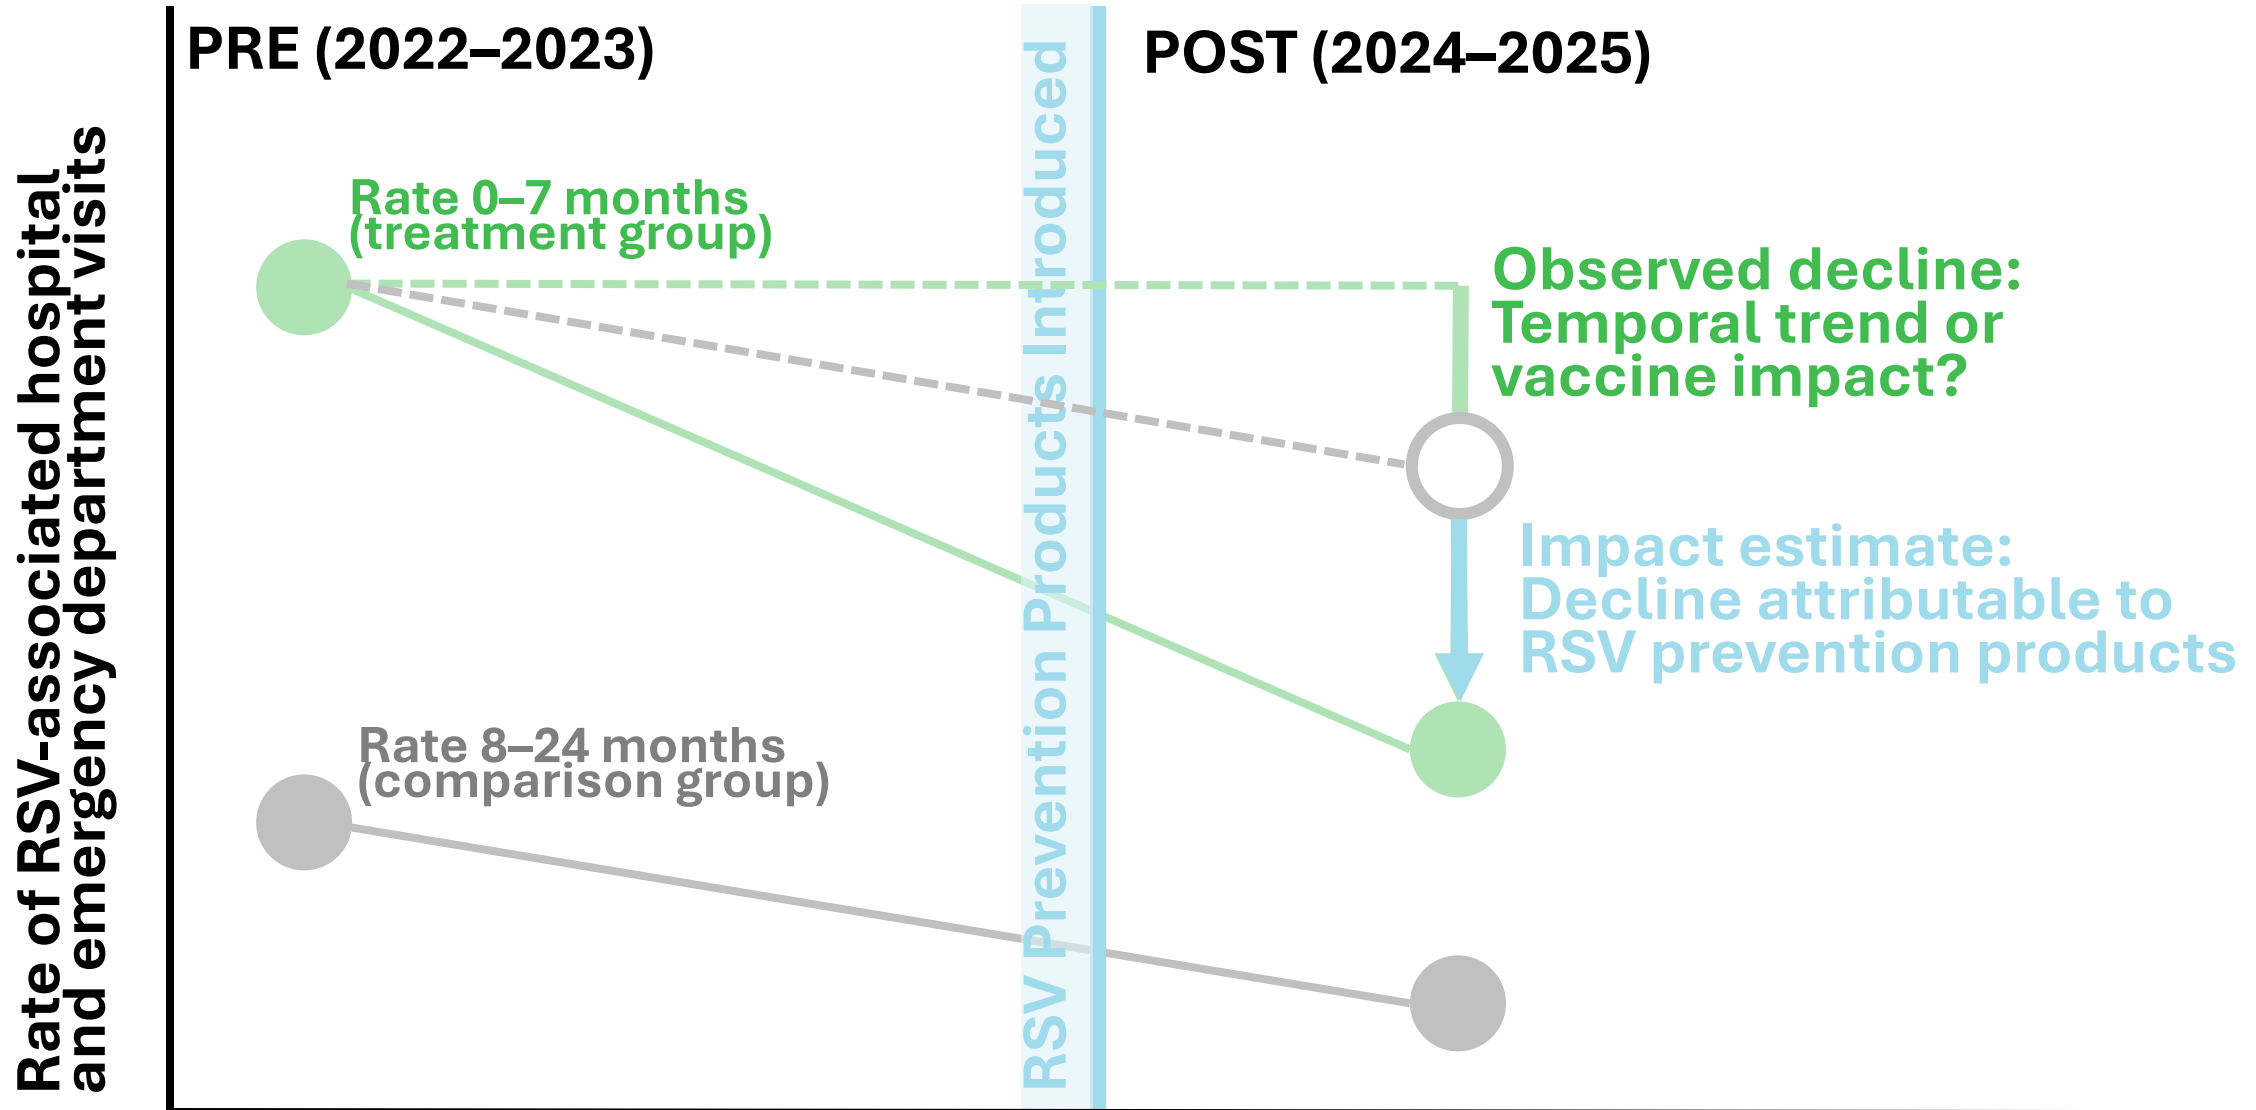 PRE (2022–2023)
POST (2024–2025)
Rate of RSV-associated hospital
and emergency department visits
Rate 0–7 months
(treatment group)
RSV Prevention Products Introduced
Observed decline:
Temporal trend or
vaccine impact?
Impact estimate:
Decline attributable to
RSV prevention products
Rate 8–24 months
(comparison group)